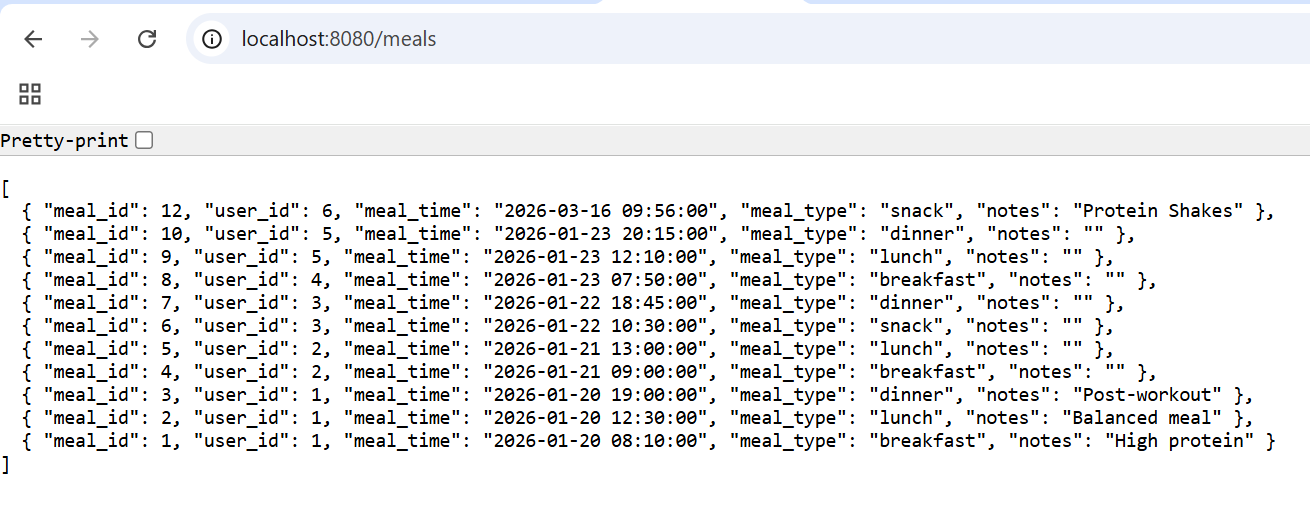 localhost:8080/meals
Pretty-print
[
  { "meal_id": 12, "user_id": 6, "meal_time": "2026-03-16 09:56:00", "meal_type": "snack", "notes": "Protein Shakes" },
  { "meal_id": 10, "user_id": 5, "meal_time": "2026-01-23 20:15:00", "meal_type": "dinner", "notes": "" },
  { "meal_id": 9, "user_id": 5, "meal_time": "2026-01-23 12:10:00", "meal_type": "lunch", "notes": "" },
  { "meal_id": 8, "user_id": 4, "meal_time": "2026-01-23 07:50:00", "meal_type": "breakfast", "notes": "" },
  { "meal_id": 7, "user_id": 3, "meal_time": "2026-01-22 18:45:00", "meal_type": "dinner", "notes": "" },
  { "meal_id": 6, "user_id": 3, "meal_time": "2026-01-22 10:30:00", "meal_type": "snack", "notes": "" },
  { "meal_id": 5, "user_id": 2, "meal_time": "2026-01-21 13:00:00", "meal_type": "lunch", "notes": "" },
  { "meal_id": 4, "user_id": 2, "meal_time": "2026-01-21 09:00:00", "meal_type": "breakfast", "notes": "" },
  { "meal_id": 3, "user_id": 1, "meal_time": "2026-01-20 19:00:00", "meal_type": "dinner", "notes": "Post-workout" },
  { "meal_id": 2, "user_id": 1, "meal_time": "2026-01-20 12:30:00", "meal_type": "lunch", "notes": "Balanced meal" },
  { "meal_id": 1, "user_id": 1, "meal_time": "2026-01-20 08:10:00", "meal_type": "breakfast", "notes": "High protein" }
]